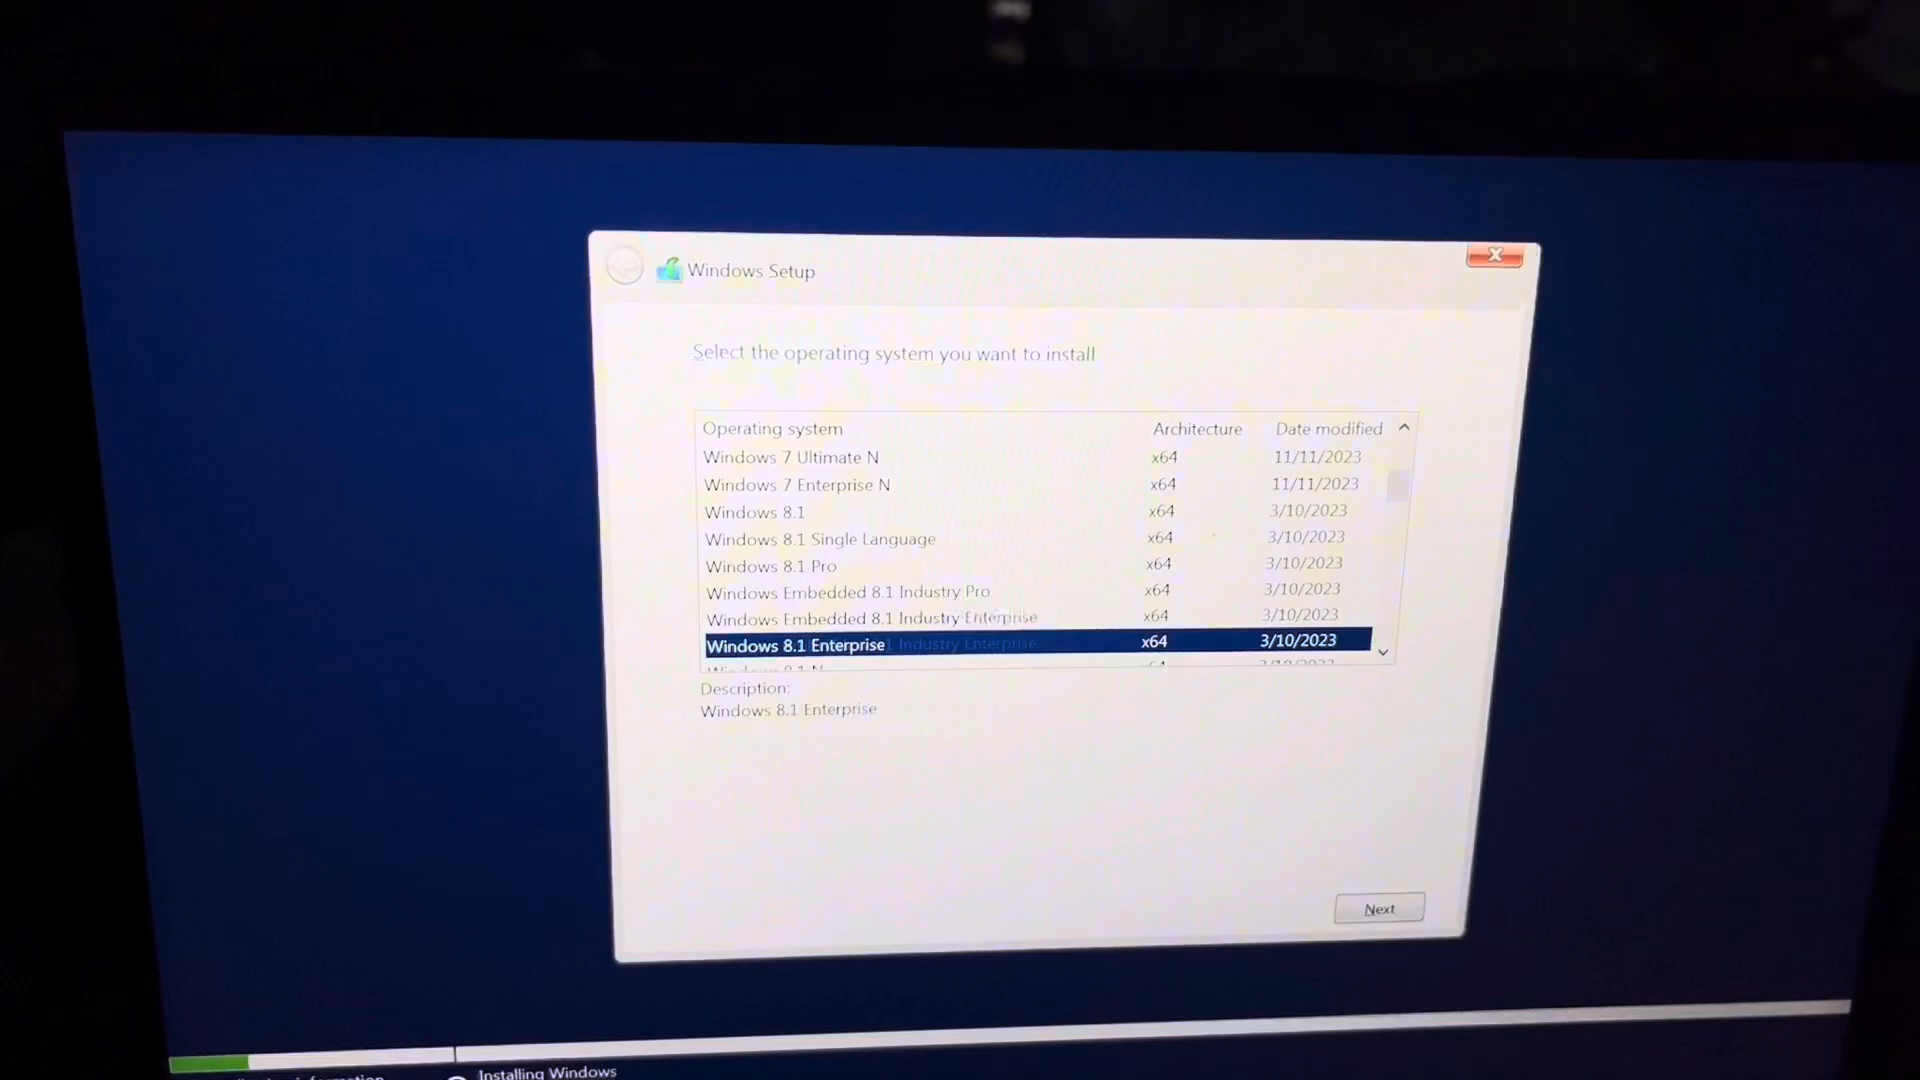 Windows Setup
Select the operating system you want to install
Operating system Architecture Date modified
Windows 7 Ultimate N x64 11/11/2023
Windows 7 Enterprise N x64 11/11/2023
Windows 8.1 x64 3/10/2023
Windows 8.1 Single Language x64 3/10/2023
Windows 8.1 Pro x64 3/10/2023
Windows Embedded 8.1 Industry Pro x64 3/10/2023
Windows Embedded 8.1 Industry Enterprise x64 3/10/2023
Windows 8.1 Enterprise x64 3/10/2023
Description:
Windows 8.1 Enterprise
Next
Installing Windows